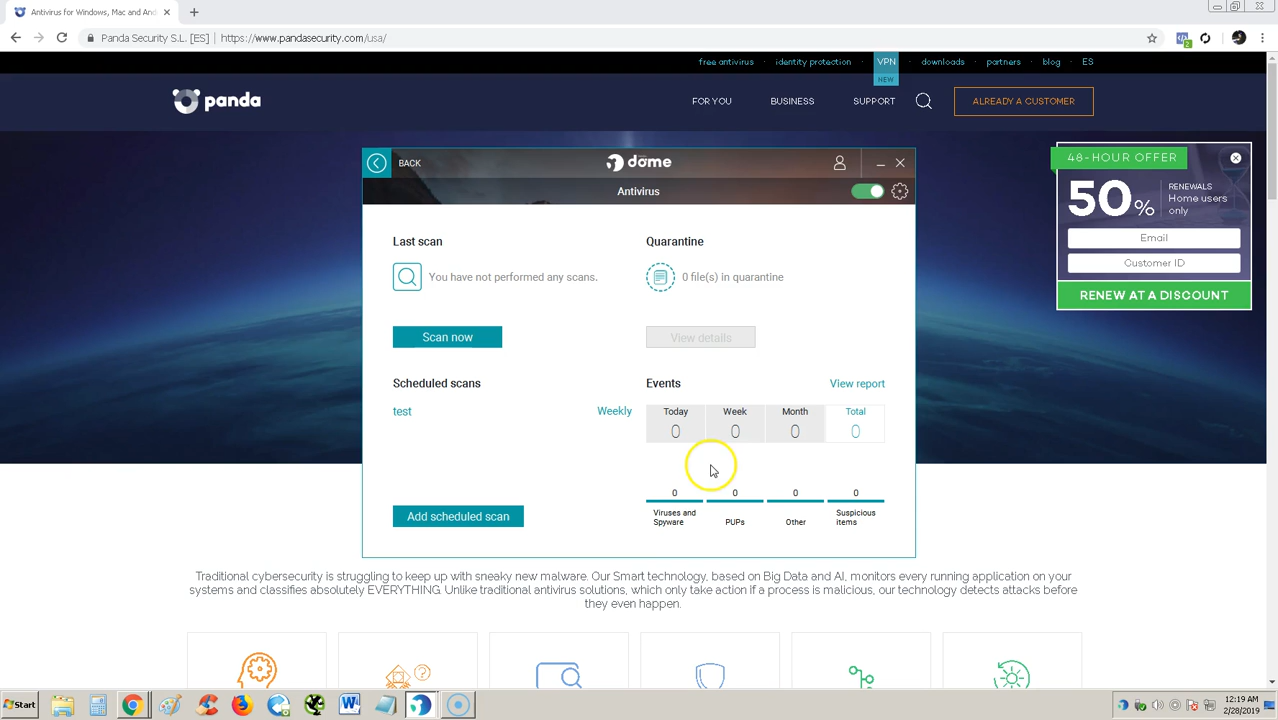 Antivirus for Windows, Mac and And
Panda Security S.L. [ES] https://www.pandasecurity.com/usa/
2
free antivirus · identity protection · VPN · downloads · partners · blog · ES
NEW
panda
FOR YOU
BUSINESS
SUPPORT
ALREADY A CUSTOMER
48-HOUR OFFER
50%
RENEWALS
Home users
only
Email
Customer ID
RENEW AT A DISCOUNT
BACK
dome
Antivirus
Last scan
You have not performed any scans.
Scan now
Quarantine
0 file(s) in quarantine
View details
Scheduled scans
test Weekly
Add scheduled scan
Events View report
Today Week Month Total
0 0 0 0
0 0 0 0
Viruses and
Spyware
PUPs
Other
Suspicious
items
Traditional cybersecurity is struggling to keep up with sneaky new malware. Our Smart technology, based on Big Data and AI, monitors every running application on your
systems and classifies absolutely EVERYTHING. Unlike traditional antivirus solutions, which only take action if a process is malicious, our technology detects attacks before
they even happen.
Start
12:19 AM
2/28/2019